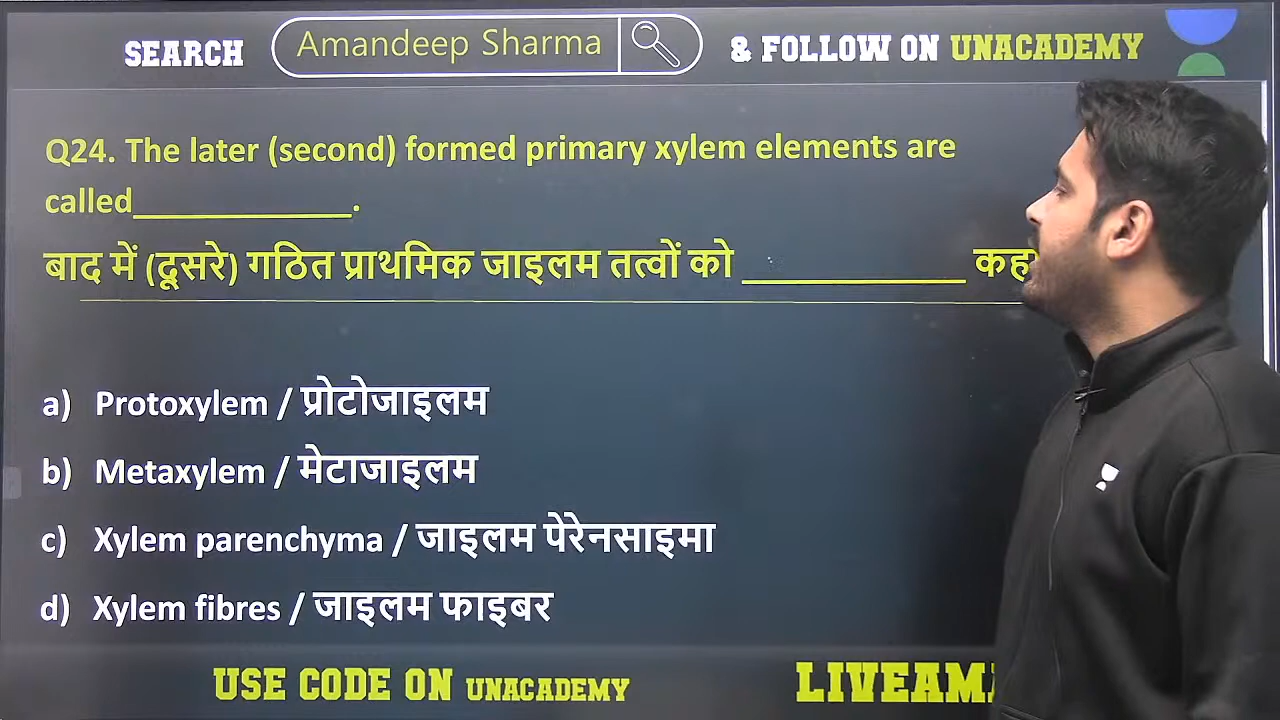 SEARCH Amandeep Sharma & FOLLOW ON UNACADEMY
Q24. The later (second) formed primary xylem elements are
called____________.
बाद में (दूसरे) गठित प्राथमिक जाइलम तत्वों को ____________
a) Protoxylem / प्रोटोजाइलम
b) Metaxylem / मेटाजाइलम
c) Xylem parenchyma / जाइलम पेरेनसाइमा
d) Xylem fibres / जाइलम फाइबर
USE CODE ON UNACADEMY